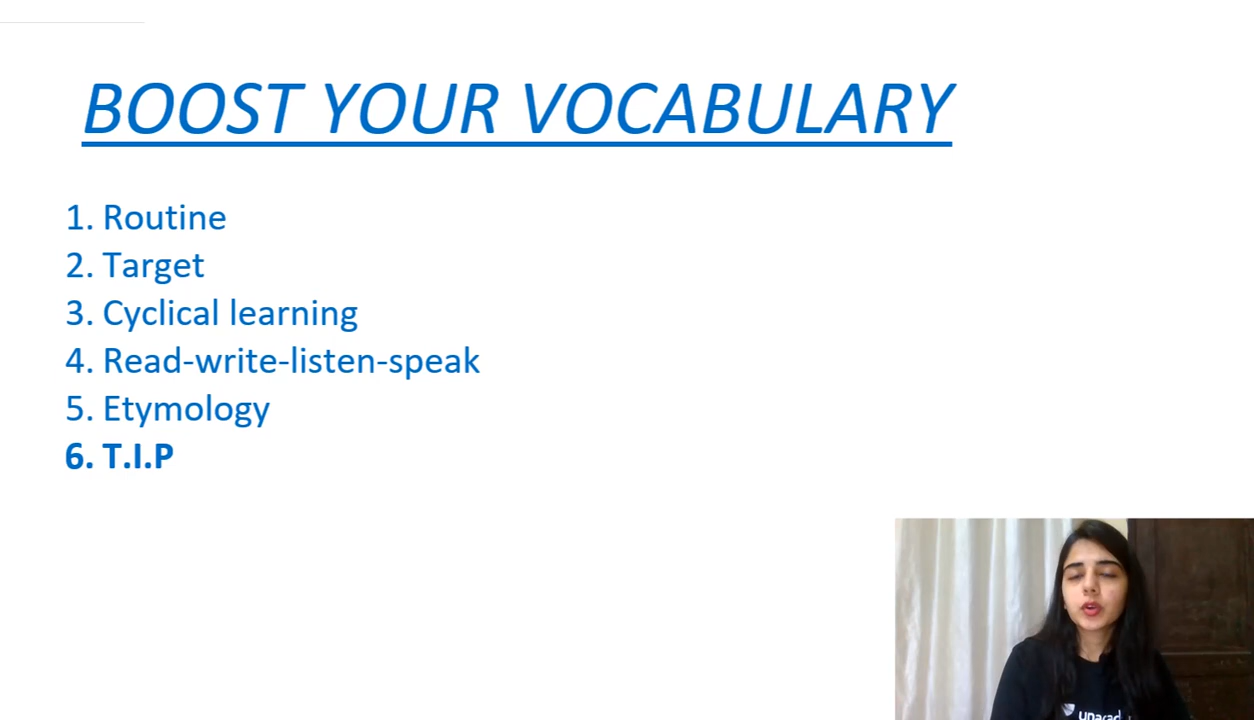 BOOST YOUR VOCABULARY
1. Routine
2. Target
3. Cyclical learning
4. Read-write-listen-speak
5. Etymology
6. T.I.P